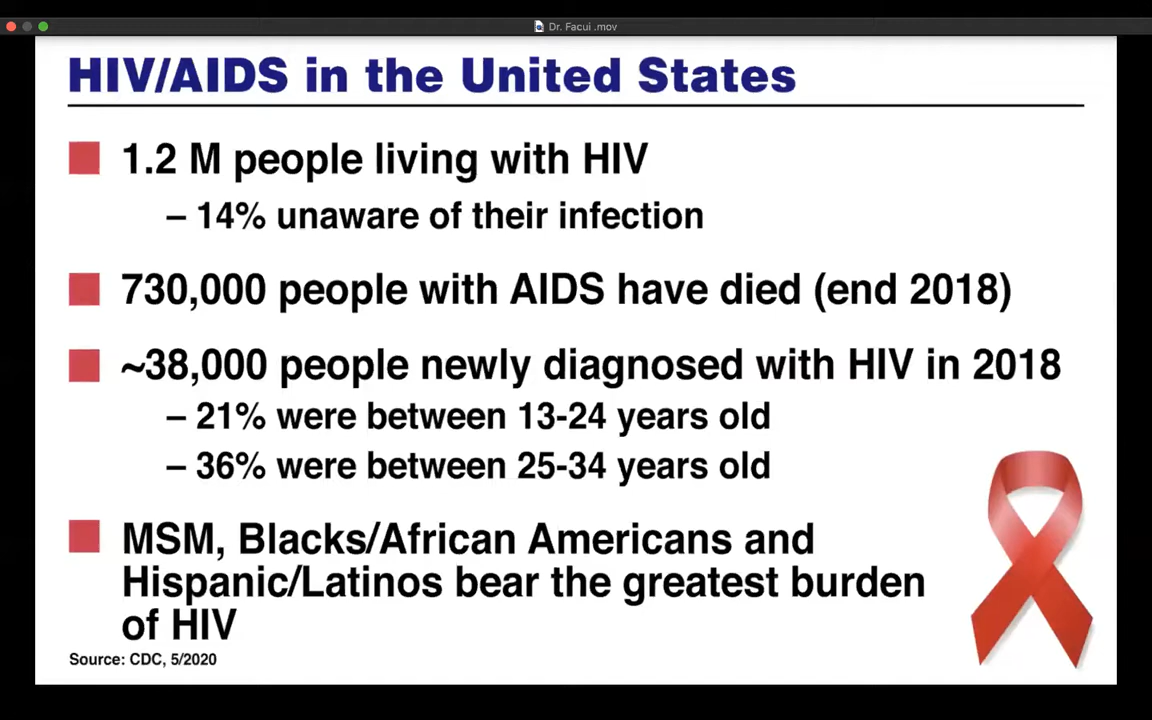 Dr. Facui .mov
HIV/AIDS in the United States
1.2 M people living with HIV
– 14% unaware of their infection
730,000 people with AIDS have died (end 2018)
~38,000 people newly diagnosed with HIV in 2018
– 21% were between 13-24 years old
– 36% were between 25-34 years old
MSM, Blacks/African Americans and
Hispanic/Latinos bear the greatest burden
of HIV
Source: CDC, 5/2020